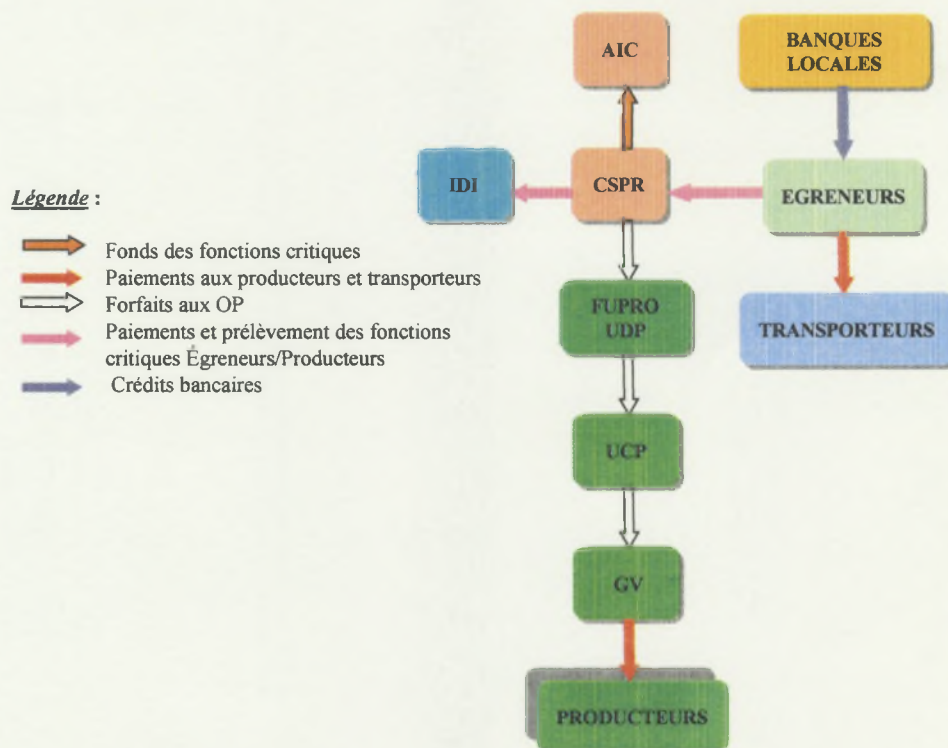 AIC
BANQUES
LOCALES
IDI
CSPR
EGRENEURS
Légende :
Fonds des fonctions critiques
Paiements aux producteurs et transporteurs
Forfaits aux OP
Paiements et prélèvement des fonctions
critiques Égreneurs/Producteurs
Crédits bancaires
FUPRO
UDP
TRANSPORTEURS
UCP
GV
PRODUCTEURS